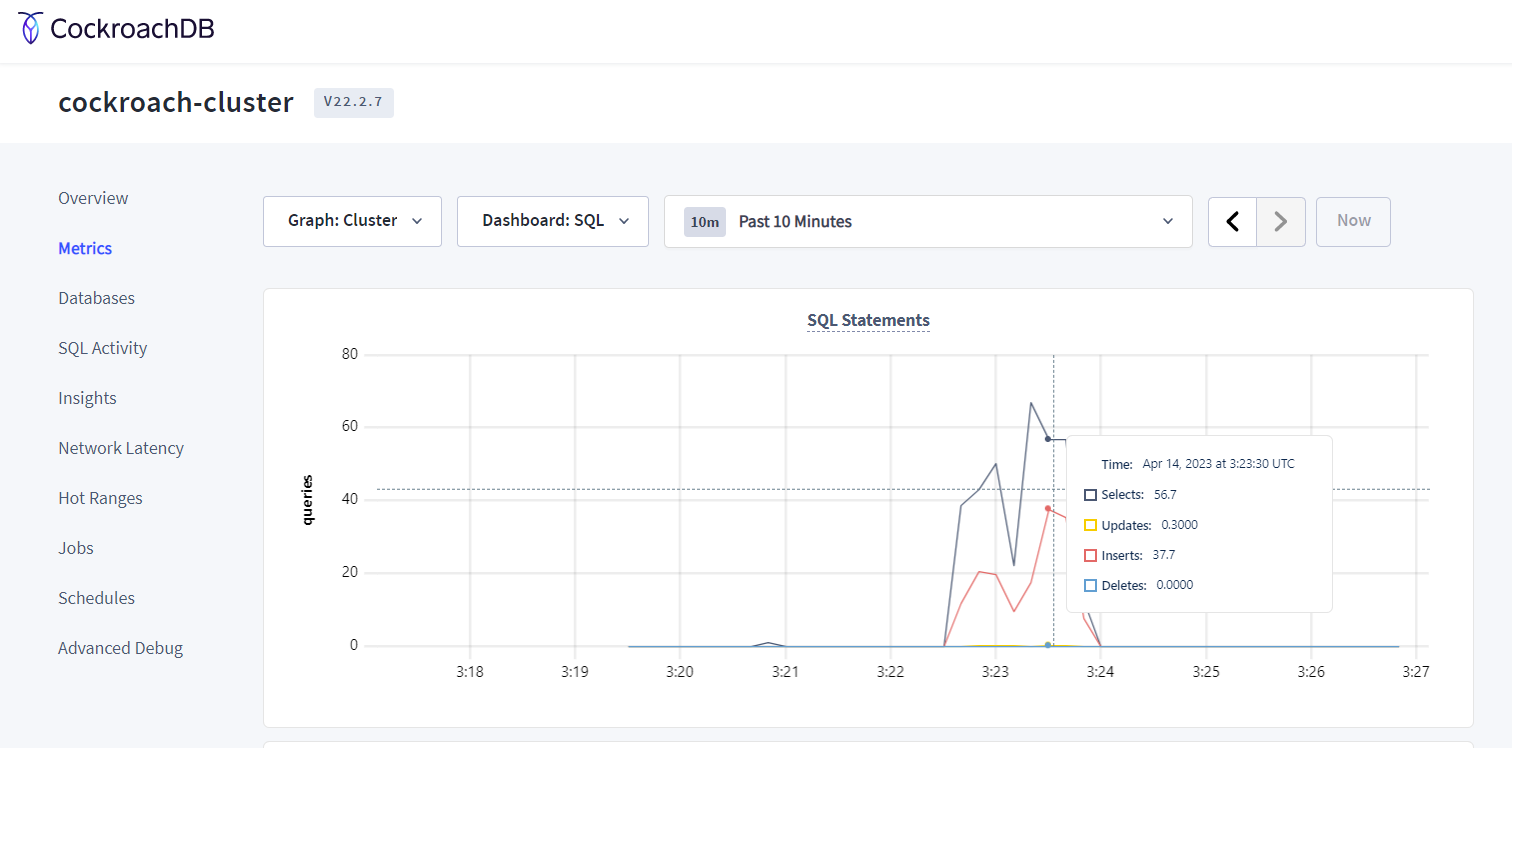 CockroachDB
cockroach-cluster V22.2.7
Overview
Metrics
Databases
SQL Activity
Insights
Network Latency
Hot Ranges
Jobs
Schedules
Advanced Debug
Graph: Cluster Dashboard: SQL 10m Past 10 Minutes Now
SQL Statements
queries
80
60
40
20
0
3:18 3:19 3:20 3:21 3:22 3:23 3:24 3:25 3:26 3:27
Time: Apr 14, 2023 at 3:23:30 UTC
Selects: 56.7
Updates: 0.3000
Inserts: 37.7
Deletes: 0.0000